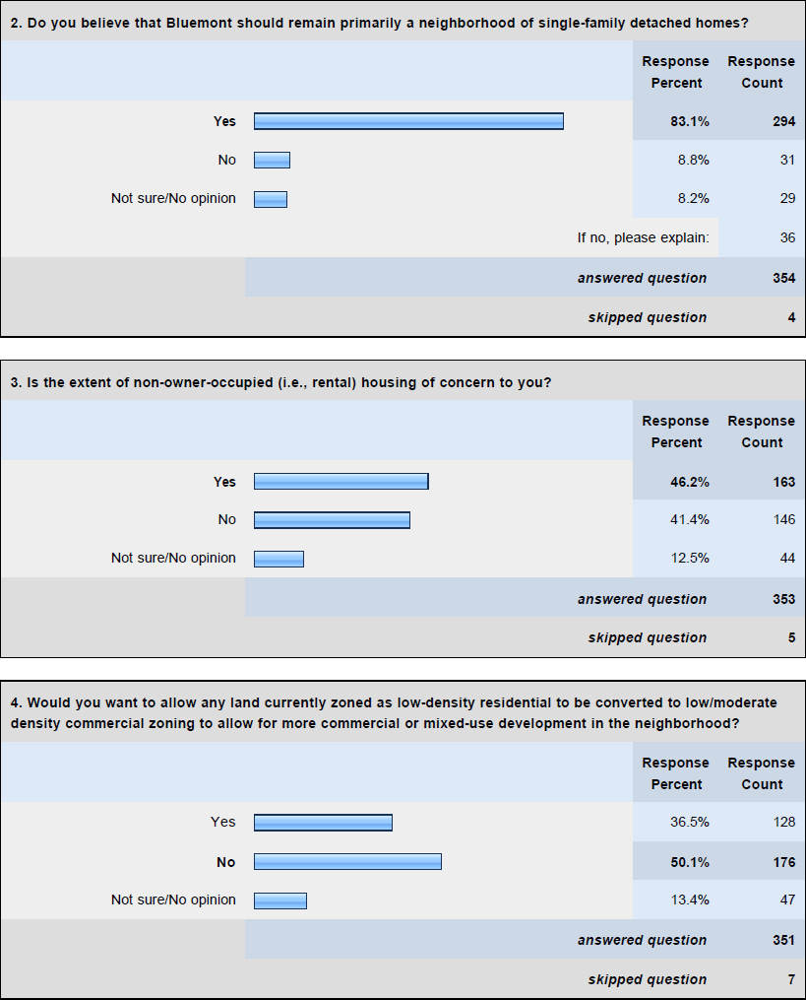 2. Do you believe that Bluemont should remain primarily a neighborhood of single-family detached homes?
Response Percent Response Count
Yes 83.1% 294
No 8.8% 31
Not sure/No opinion 8.2% 29
If no, please explain: 36
answered question 354
skipped question 4
3. Is the extent of non-owner-occupied (i.e., rental) housing of concern to you?
Response Percent Response Count
Yes 46.2% 163
No 41.4% 146
Not sure/No opinion 12.5% 44
answered question 353
skipped question 5
4. Would you want to allow any land currently zoned as low-density residential to be converted to low/moderate
density commercial zoning to allow for more commercial or mixed-use development in the neighborhood?
Response Percent Response Count
Yes 36.5% 128
No 50.1% 176
Not sure/No opinion 13.4% 47
answered question 351
skipped question 7